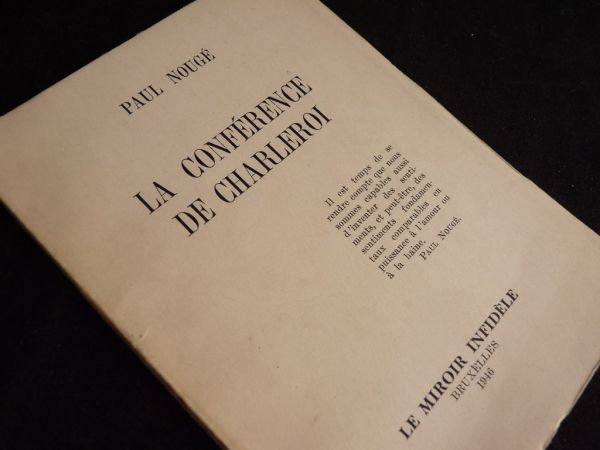 PAUL NOUGÉ
LA CONFÉRENCE
DE CHARLEROI
Il est temps de se
rendre compte que nous
sommes capables aussi
d'inventer des senti-
ments, et peut-être, des
sentiments fondamen-
taux comparables en
puissance à l'amour ou
à la haine.
PAUL NOUGÉ.
LE MIROIR INFIDÈLE
BRUXELLES
1946